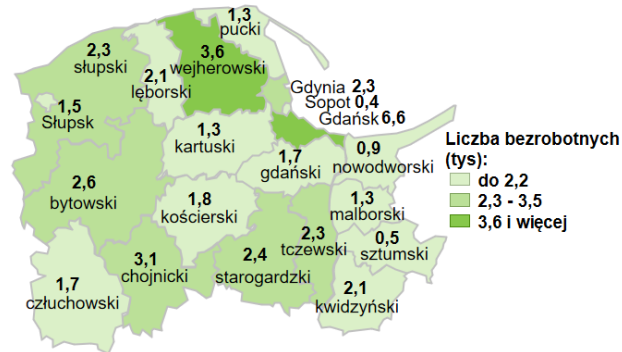 1,3
pucki
2,3
słupski
3,6
wejherowski
2,1
lęborski
Gdynia 2,3
Sopot 0,4
Gdańsk 6,6
1,5
Słupsk
1,3
kartuski
1,7
gdański
0,9
nowodworski
2,6
bytowski
1,8
kościerski
1,3
malborski
3,1
chojnicki
2,4
starogardzki
2,3
tczewski
0,5
sztumski
1,7
człuchowski
2,1
kwidzyński
Liczba bezrobotnych
(tys):
do 2,2
2,3 - 3,5
3,6 i więcej